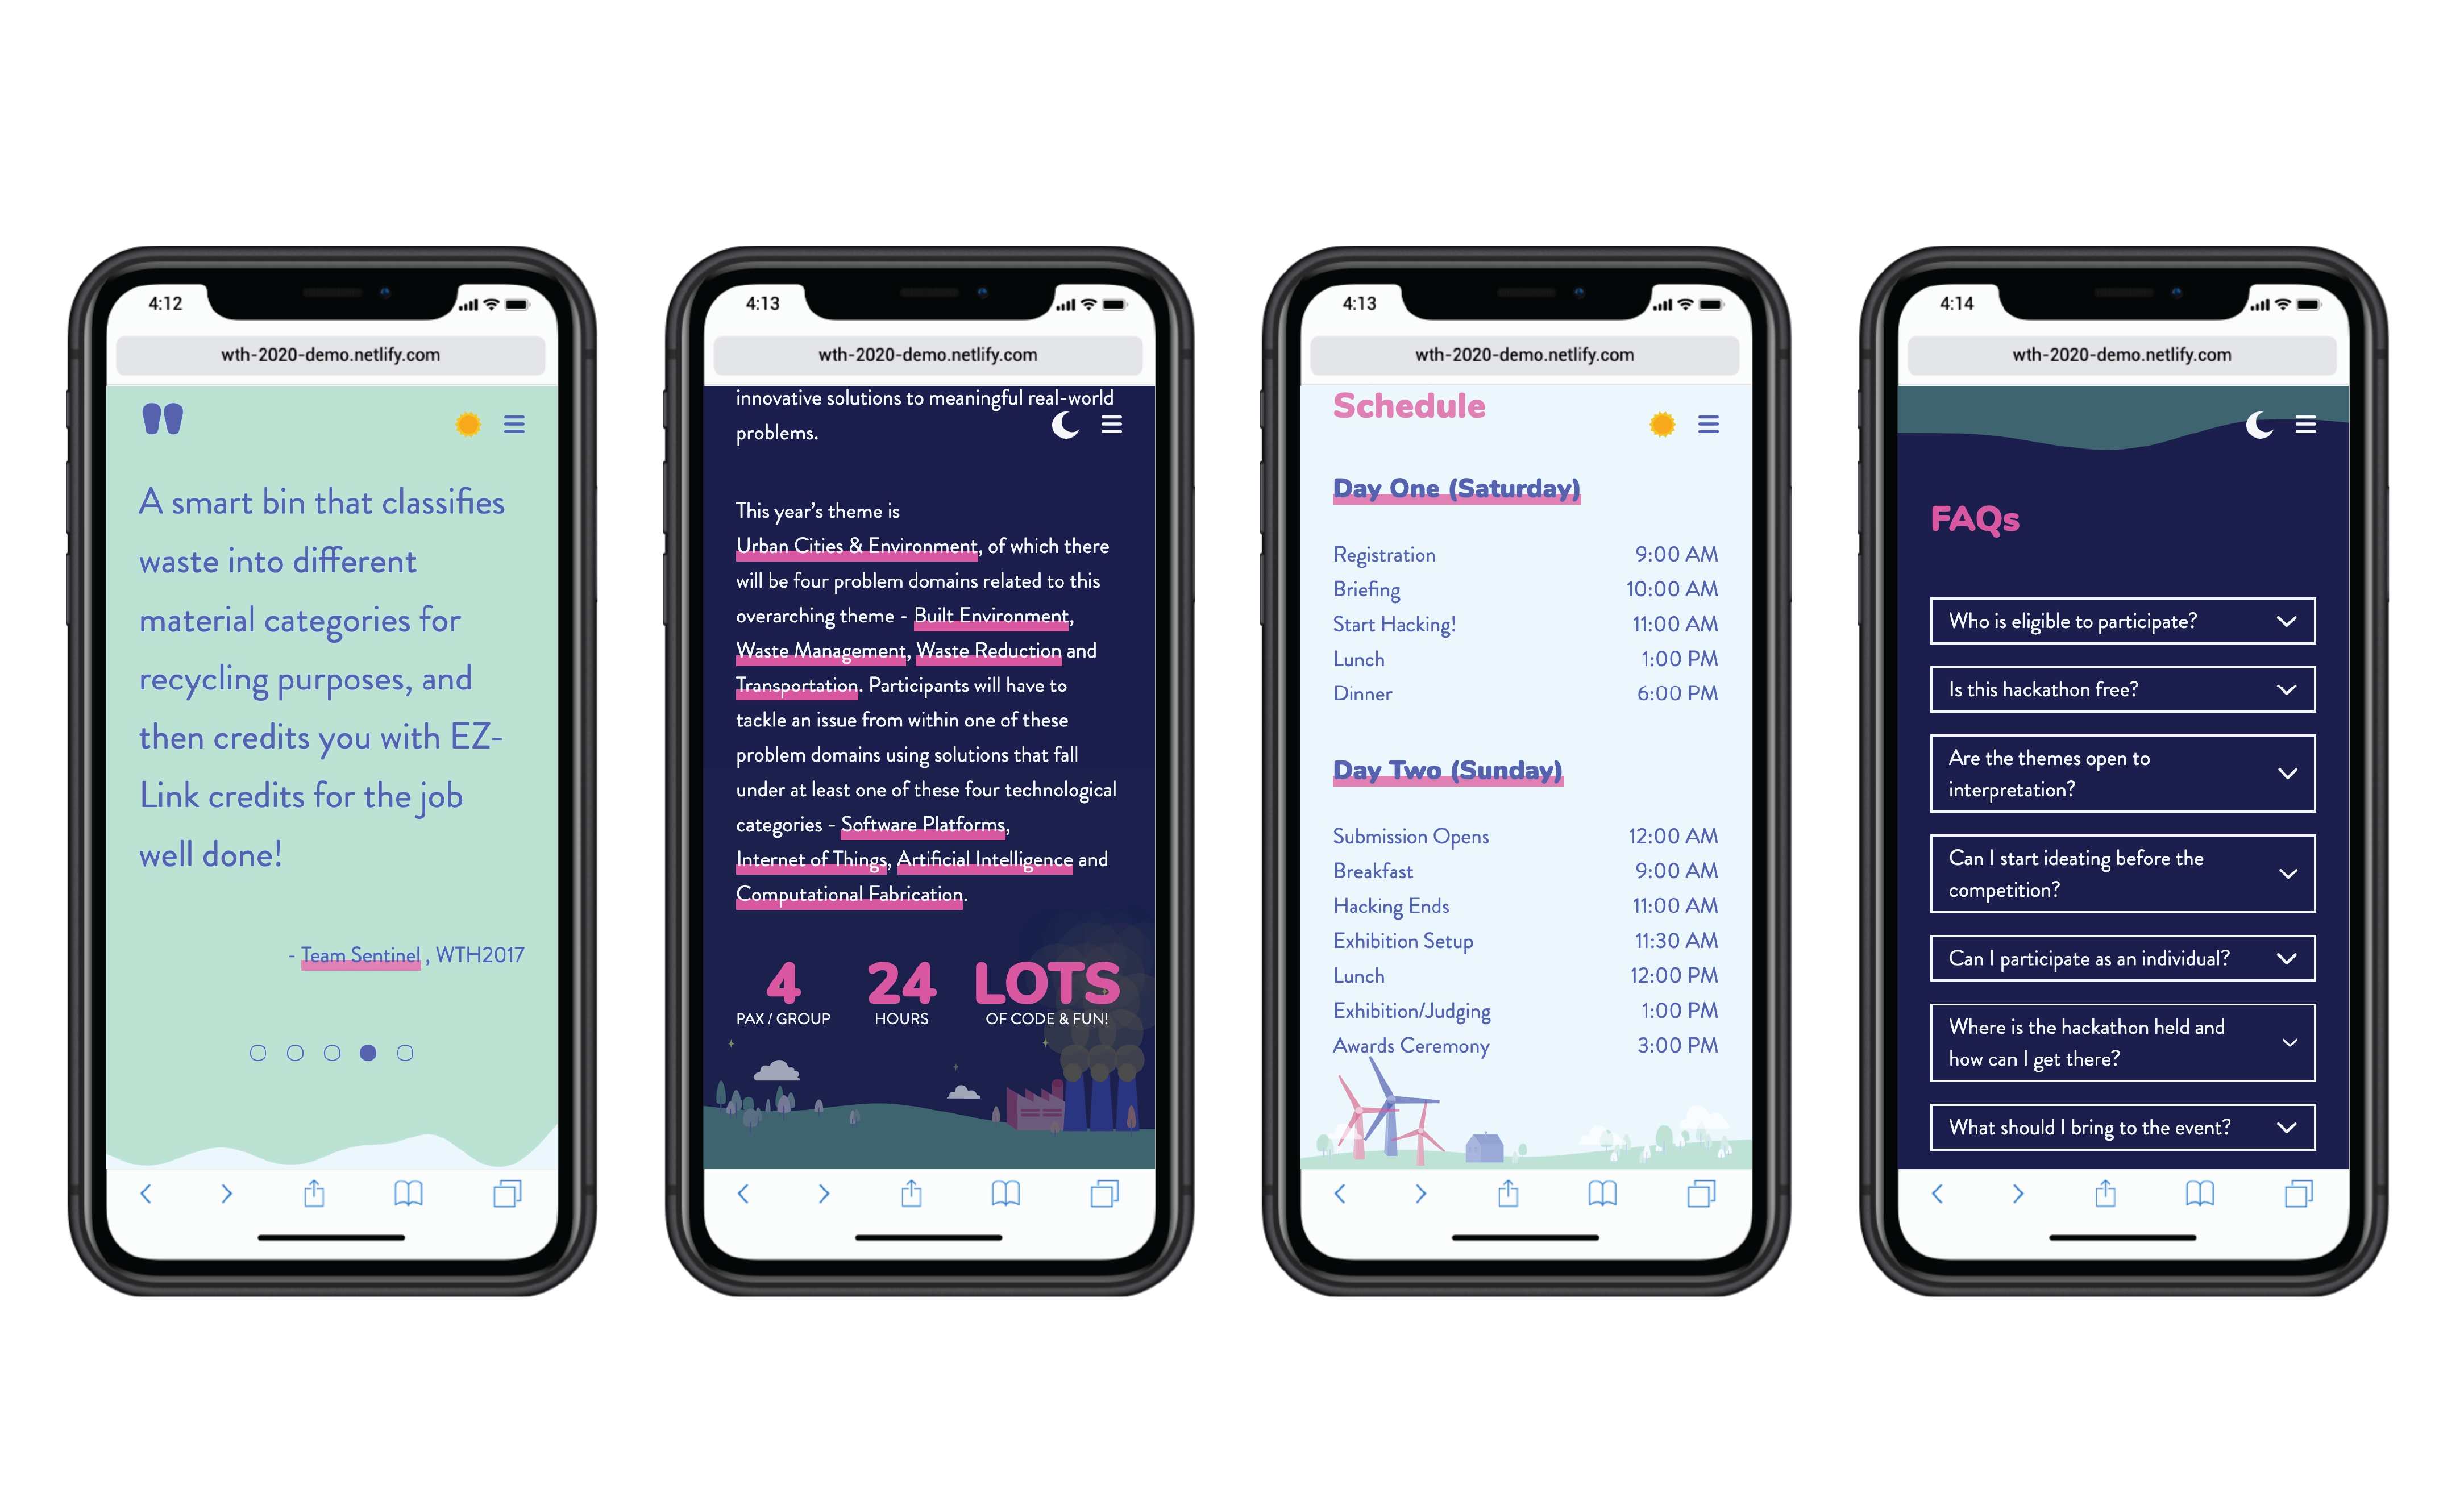 4:12
wth-2020-demo.netlify.com
"
A smart bin that classifies
waste into different
material categories for
recycling purposes, and
then credits you with EZ-
Link credits for the job
well done!
- Team Sentinel , WTH2017
4:13
wth-2020-demo.netlify.com
innovative solutions to meaningful real-world
problems.
This year's theme is
Urban Cities & Environment, of which there
will be four problem domains related to this
overarching theme - Built Environment,
Waste Management, Waste Reduction and
Transportation. Participants will have to
tackle an issue from within one of these
problem domains using solutions that fall
under at least one of these four technological
categories - Software Platforms,
Internet of Things, Artificial Intelligence and
Computational Fabrication.
4 24 LOTS
PAX / GROUP HOURS OF CODE & FUN!
4:13
wth-2020-demo.netlify.com
Schedule
Day One (Saturday)
Registration 9:00 AM
Briefing 10:00 AM
Start Hacking! 11:00 AM
Lunch 1:00 PM
Dinner 6:00 PM
Day Two (Sunday)
Submission Opens 12:00 AM
Breakfast 9:00 AM
Hacking Ends 11:00 AM
Exhibition Setup 11:30 AM
Lunch 12:00 PM
Exhibition/Judging 1:00 PM
Awards Ceremony 3:00 PM
4:14
wth-2020-demo.netlify.com
FAQs
Who is eligible to participate?
Is this hackathon free?
Are the themes open to
interpretation?
Can I start ideating before the
competition?
Can I participate as an individual?
Where is the hackathon held and
how can I get there?
What should I bring to the event?